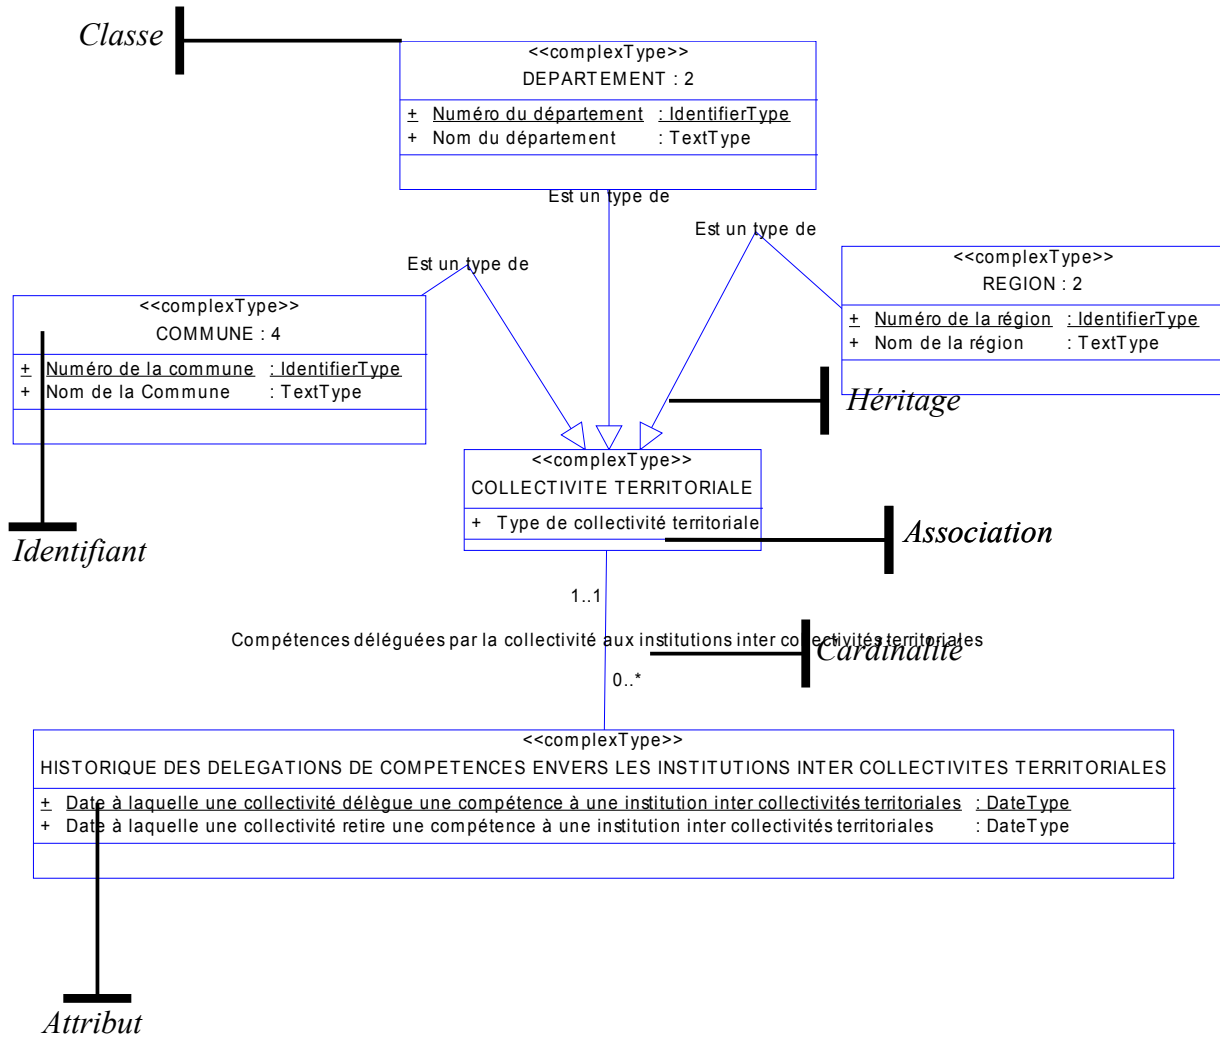 Classe
<<complexType>>
DEPARTEMENT : 2
+ Numéro du département : IdentifierType
+ Nom du département : TextType
Est un type de
Est un type de
Est un type de
<<complexType>>
REGION : 2
+ Numéro de la région : IdentifierType
+ Nom de la région : TextType
<<complexType>>
COMMUNE : 4
+ Numéro de la commune : IdentifierType
+ Nom de la Commune : TextType
Héritage
<<complexType>>
COLLECTIVITE TERRITORIALE
+ Type de collectivité territoriale
Association
Identifiant
1..1
Compétences déléguées par la collectivité aux institutions inter collectivités territoriales
Cardinalité
0..*
<<complexType>>
HISTORIQUE DES DELEGATIONS DE COMPETENCES ENVERS LES INSTITUTIONS INTER COLLECTIVITES TERRITORIALES
+ Date à laquelle une collectivité délègue une compétence à une institution inter collectivités territoriales : DateType
+ Date à laquelle une collectivité retire une compétence à une institution inter collectivités territoriales : DateType
Attribut